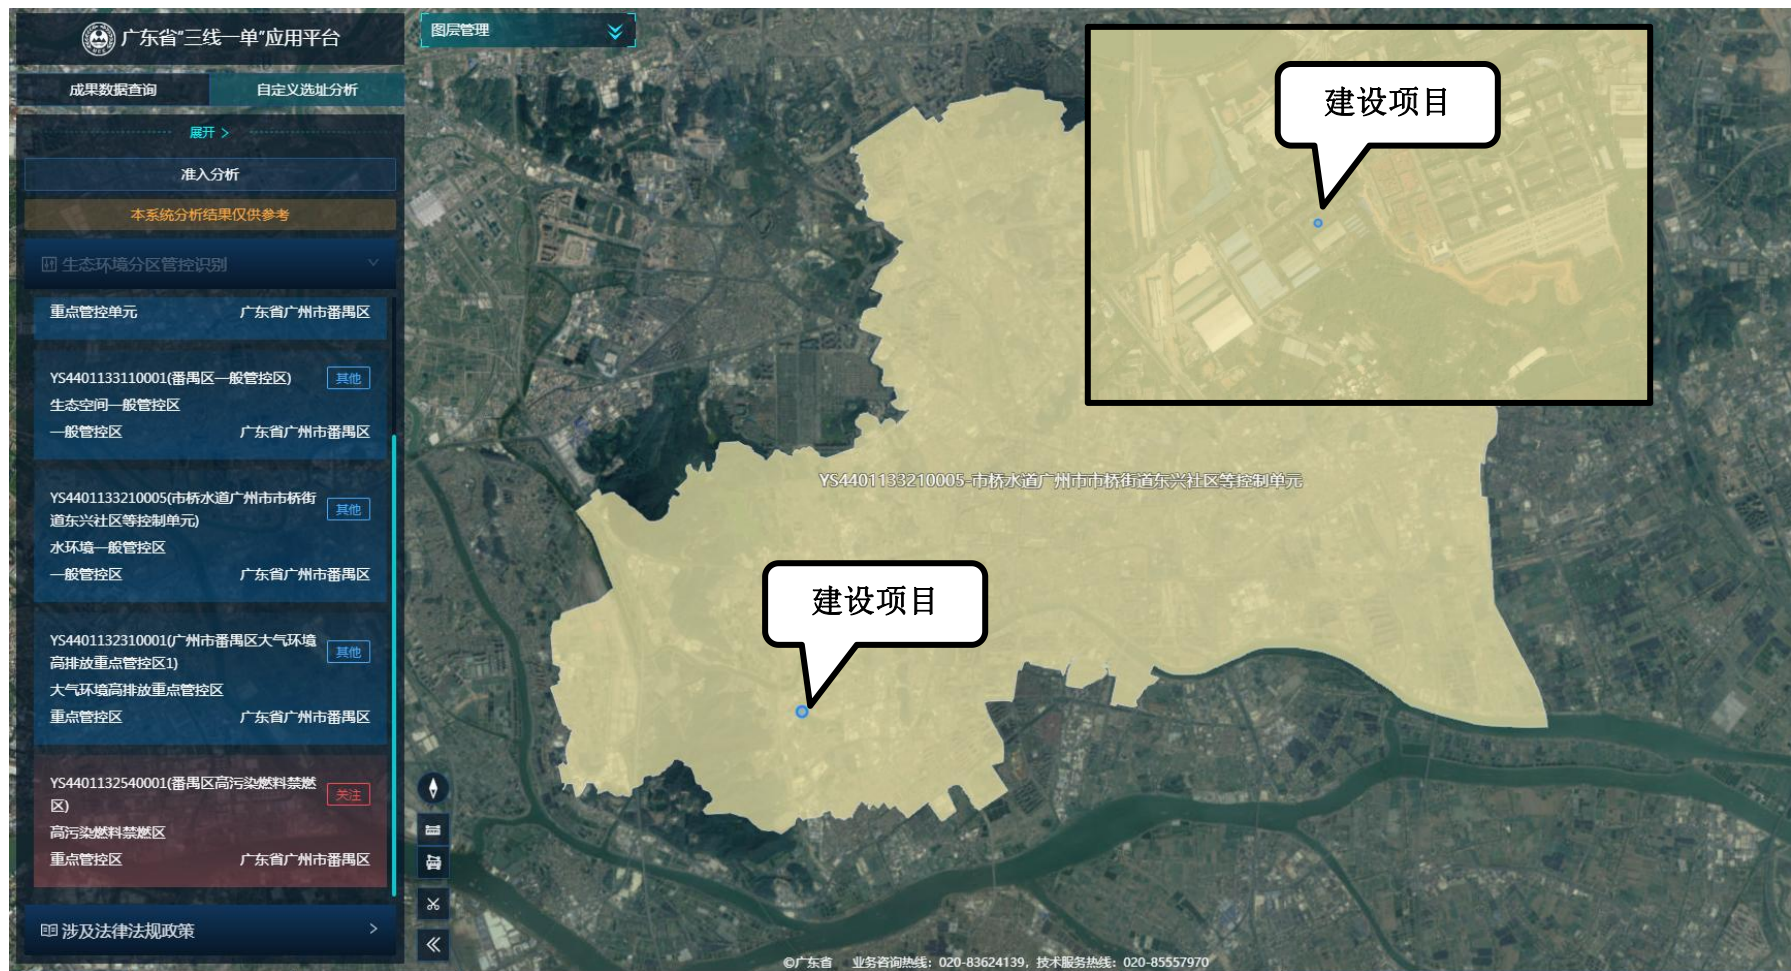 广东省"三线一单"应用平台
成果数据查询 自定义选址分析
展开 >
准入分析
本系统分析结果仅供参考
生态环境分区管控识别
重点管控单元 广东省广州市番禺区
YS4401133110001(番禺区一般管控区) 其他
生态空间一般管控区
一般管控区 广东省广州市番禺区
YS4401133210005(市桥水道广州市市桥街
道东兴社区等控制单元) 其他
水环境一般管控区
一般管控区 广东省广州市番禺区
YS4401132310001(广州市番禺区大气环境
高排放重点管控区1) 其他
大气环境高排放重点管控区
重点管控区 广东省广州市番禺区
YS4401132540001(番禺区高污染燃料禁燃
区) 关注
高污染燃料禁燃区
重点管控区 广东省广州市番禺区
涉及法律法规政策 >
图层管理
建设项目
YS4401133210005-市桥水道广州市市桥街道东兴社区等控制单元
建设项目
©广东省 业务咨询热线：020-83624139，技术服务热线：020-85557970